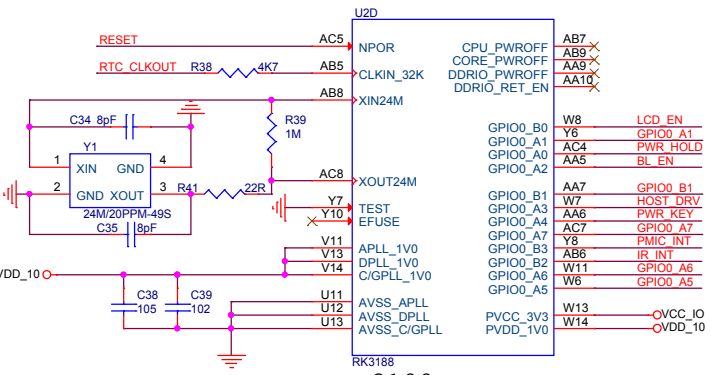 U2D
RESET AC5 NPOR CPU_PWROFF AB7
CORE_PWROFF AB9
RTC_CLKOUT R38 4K7 AB5 CLKIN_32K DDRIO_PWROFF AA9
DDRIO_RET_EN AA10
AB8 XIN24M
C34 8pF R39
1M
GPIO0_B0 W8 LCD_EN
GPIO0_A1 Y6 GPIO0_A1
GPIO0_A0 AC4 PWR_HOLD
GPIO0_A2 AA5 BL_EN
Y1
1 XIN GND 4
2 GND XOUT 3 R41 22R AC8 XOUT24M
24M/20PPM-49S
C35 8pF
GPIO0_B1 AA7 GPIO0_B1
Y7 TEST GPIO0_A3 W7 HOST_DRV
Y10 EFUSE GPIO0_A4 AA6 PWR_KEY
GPIO0_A7 AC7 GPIO0_A7
V11 APLL_1V0 GPIO0_B3 Y8 PMIC_INT
V13 DPLL_1V0 GPIO0_B2 AB6 IR_INT
VDD_10 V14 C/GPLL_1V0 GPIO0_A6 W11 GPIO0_A6
GPIO0_A5 W6 GPIO0_A5
C38
105
C39
102
U11 AVSS_APLL
U12 AVSS_DPLL PVCC_3V3 W13 VCC_IO
U13 AVSS_C/GPLL PVDD_1V0 W14 VDD_10
RK3188